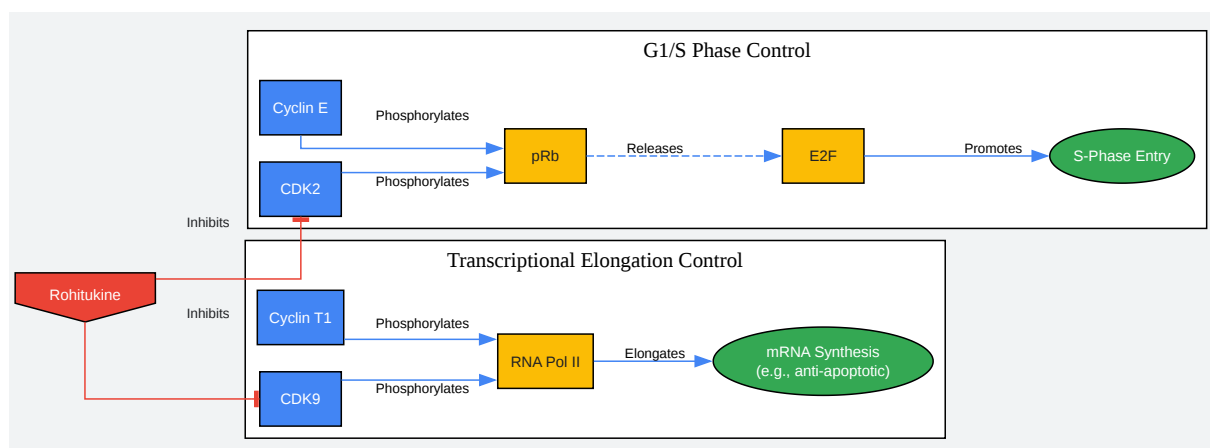 G1/S Phase Control
Cyclin E
Phosphorylates
pRb
Releases
E2F
Promotes
S-Phase Entry
CDK2
Phosphorylates
Inhibits
Transcriptional Elongation Control
Rohitukine
Inhibits
Cyclin T1
Phosphorylates
RNA Pol II
Elongates
mRNA Synthesis
(e.g., anti-apoptotic)
CDK9
Phosphorylates